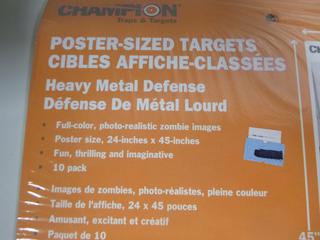 CHAMPION
Traps & Targets
POSTER-SIZED TARGETS
CIBLES AFFICHE-CLASSÉES
Heavy Metal Defense
Défense De Métal Lourd
• Full-color, photo-realistic zombie images
• Poster size, 24-inches x 45-inches
• Fun, thrilling and imaginative
• 10 pack
Images de zombies, photo-réalistes, pleine couleur
Taille de l'affiche, 24 x 45 pouces
Amusant, excitant et créatif
Paquet de 10
45"